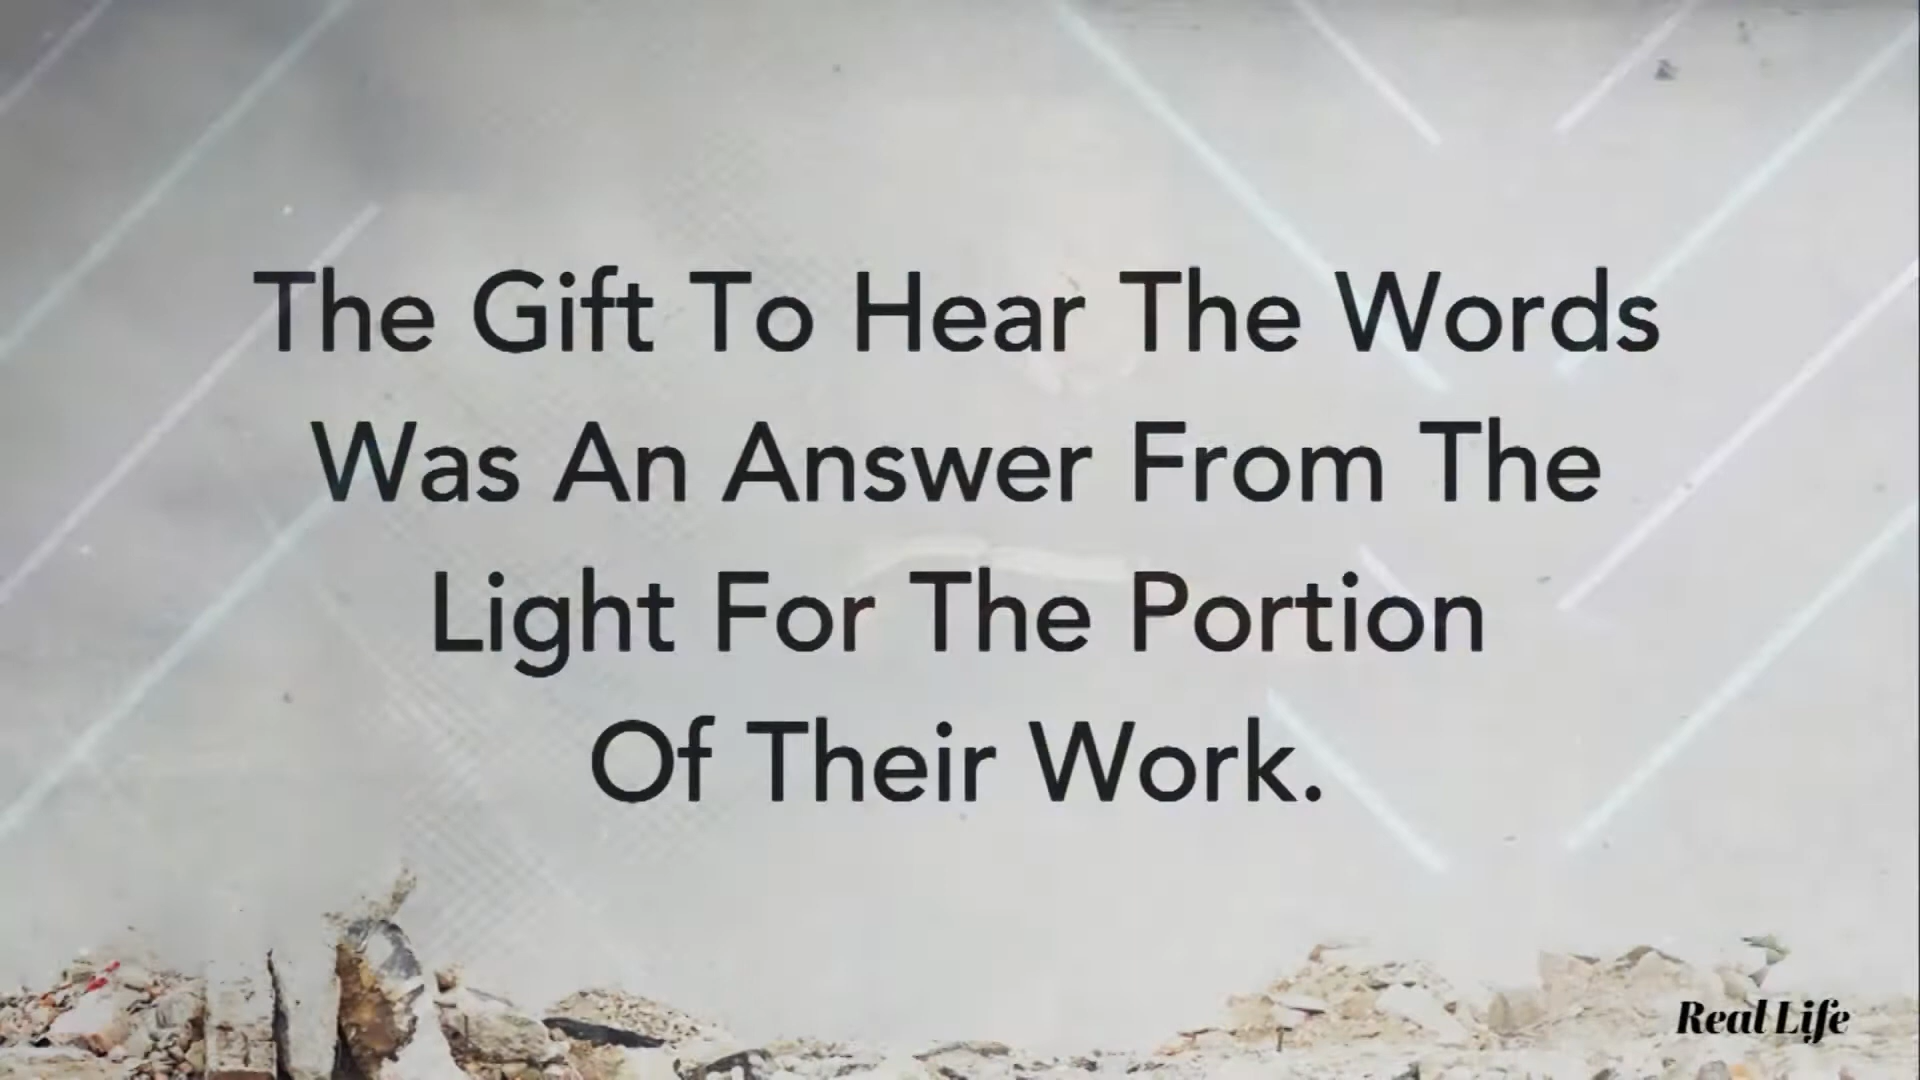 The Gift To Hear The Words
Was An Answer From The
Light For The Portion
Of Their Work.
Real Life